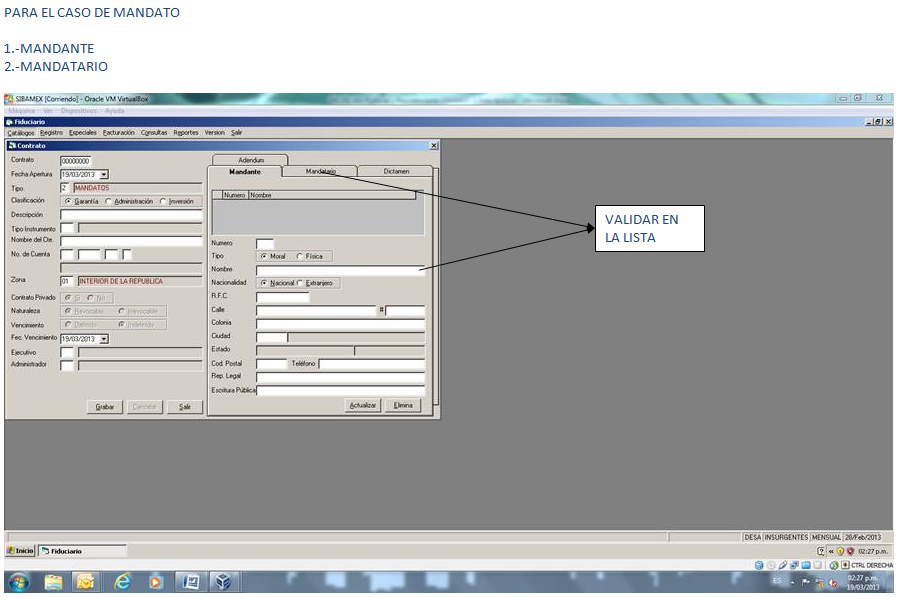 PARA EL CASO DE MANDATO
1.-MANDANTE
2.-MANDATARIO
SIBAMEX [Corriendo] - Oracle VM VirtualBox
Máquina Ver Dispositivos Ayuda
Fiduciario
Catálogos Registro Especiales Facturación Consultas Reportes Version Salir
Contrato
Contrato 00000000
Fecha Apertura 19/03/2013
Tipo 2 MANDATOS
Clasificación Garantía Administración Inversión
Descripción
Tipo Instrumento
Nombre del Cte.
No. de Cuenta
Zona 01 INTERIOR DE LA REPUBLICA
Contrato Privado Si No
Naturaleza Revocable Irrevocable
Vencimiento Definido Indefinido
Fec. Vencimiento 19/03/2013
Ejecutivo
Administrador
Grabar Cancelar Salir
Adendum
Mandante Mandatario Dictamen
Numero Nombre
Numero
Tipo Moral Física
Nombre
Nacionalidad Nacional Extranjero
R.F.C.
Calle #
Colonia
Ciudad
Estado
Cod. Postal Teléfono
Rep. Legal
Escritura Pública
Actualizar Elimina
VALIDAR EN
LA LISTA
DESA INSURGENTES MENSUAL 28/Feb/2013
Inicio Fiduciario 02:27 p.m.
CTRL DERECHA
ES 02:27 p.m.
19/03/2013